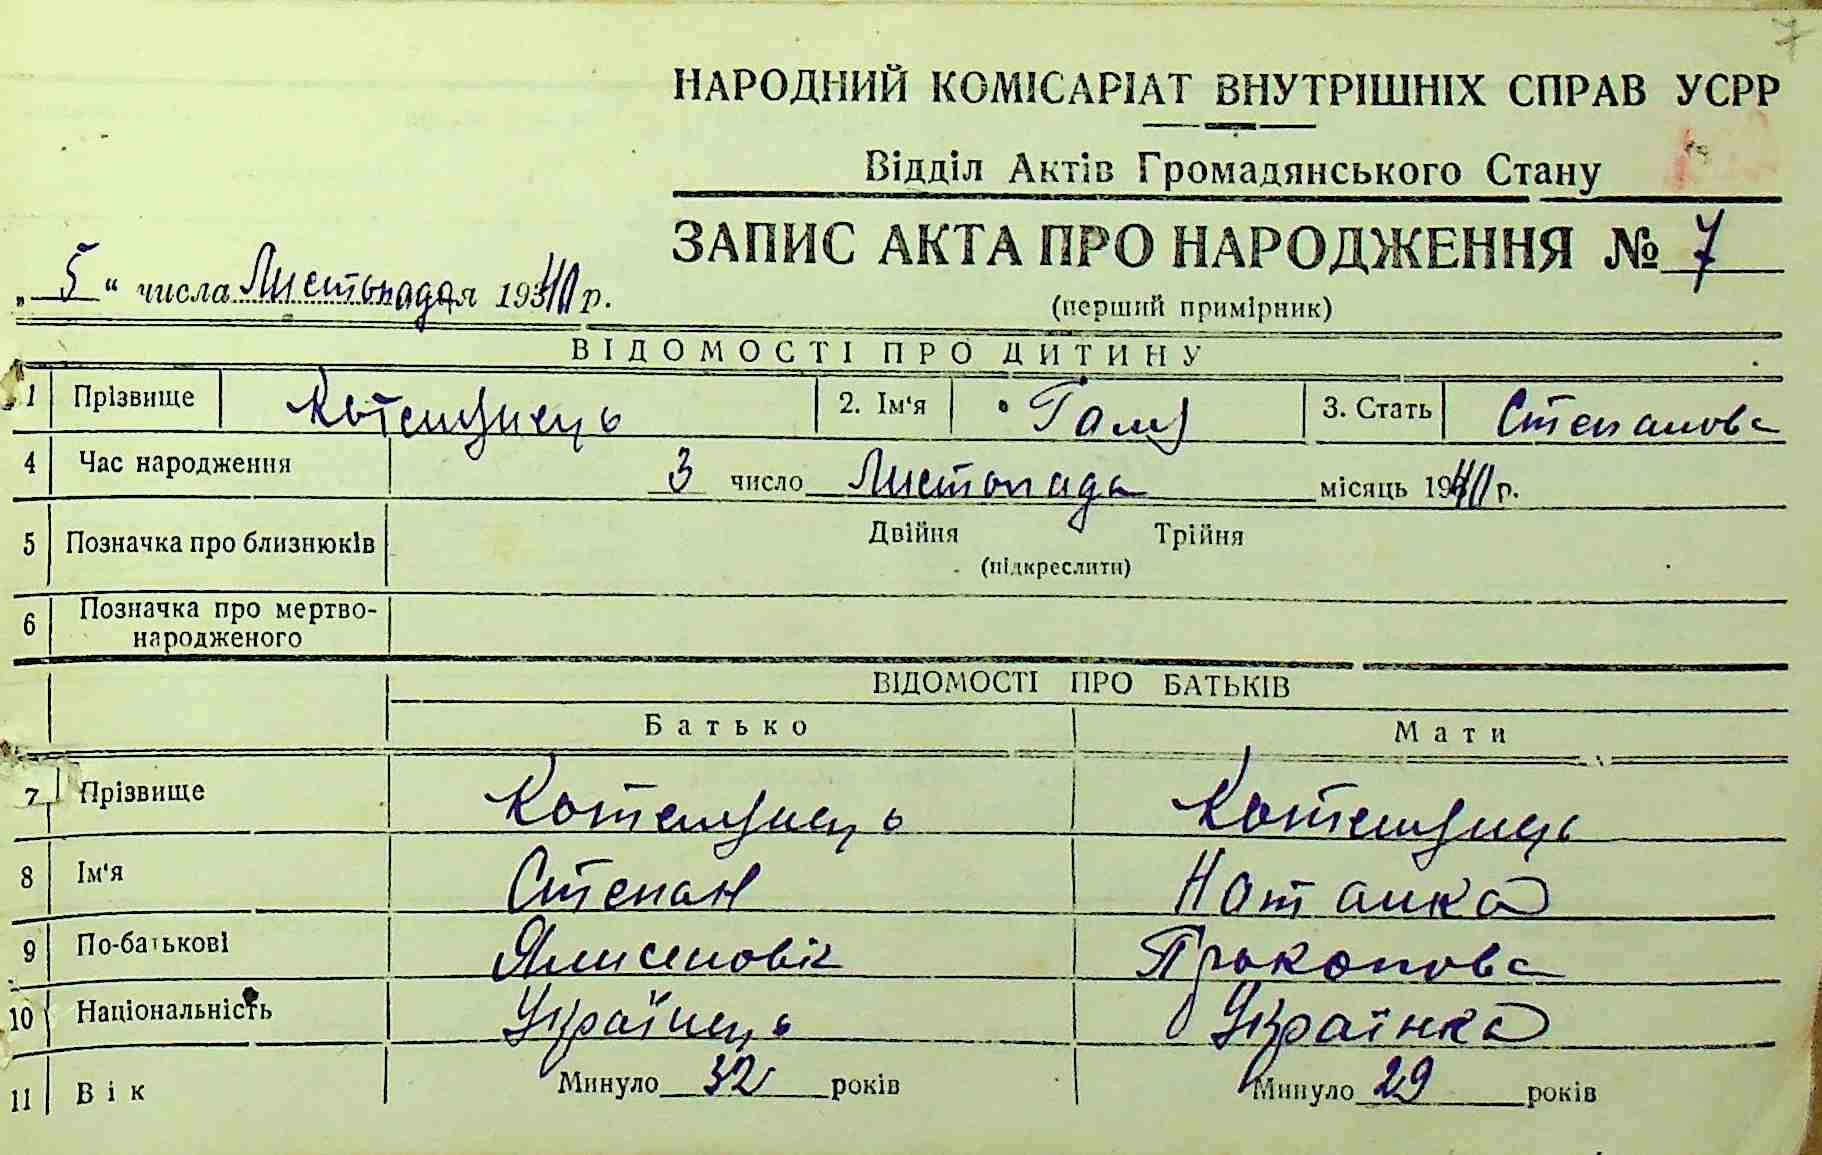 7
НАРОДНИЙ КОМІСАРІАТ ВНУТРІШНІХ СПРАВ УСРР
Відділ Актів Громадянського Стану
ЗАПИС АКТА ПРО НАРОДЖЕННЯ № 7
„5“ числа Листопада 1940 р.
(перший примірник)
ВІДОМОСТІ ПРО ДИТИНУ
1 Прізвище 2. Ім'я Галя 3. Стать Степанова
4 Час народження 3 число Листопада місяць 1940 р.
5 Позначка про близнюків Двійня Трійня
(підкреслити)
6 Позначка про мертво-
народженого
ВІДОМОСТІ ПРО БАТЬКІВ
Батько Мати
7 Прізвище
8 Ім'я Степан Наталка
9 По-батькові Прокопова
10 Національність Українець Українка
11 Вік Минуло 32 років Минуло 29 років